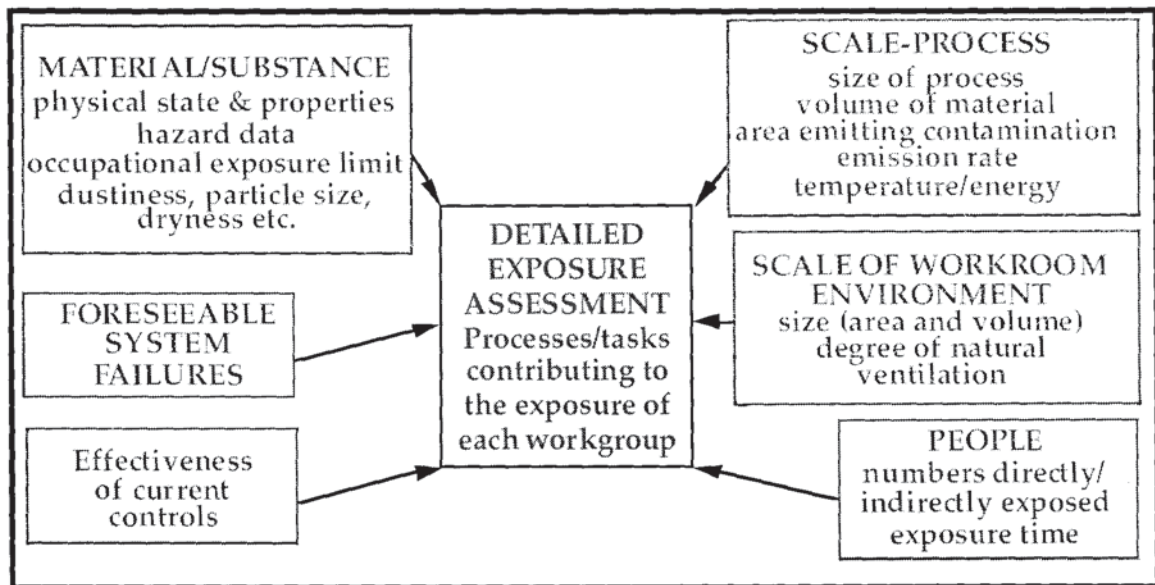 MATERIAL/SUBSTANCE
physical state & properties
hazard data
occupational exposure limit
dustiness, particle size,
dryness etc.
FORESEEABLE
SYSTEM
FAILURES
Effectiveness
of current
controls
DETAILED
EXPOSURE
ASSESSMENT
Processes/tasks
contributing to
the exposure of
each workgroup
SCALE-PROCESS
size of process
volume of material
area emitting contamination
emission rate
temperature/energy
SCALE OF WORKROOM
ENVIRONMENT
size (area and volume)
degree of natural
ventilation
PEOPLE
numbers directly/
indirectly exposed
exposure time